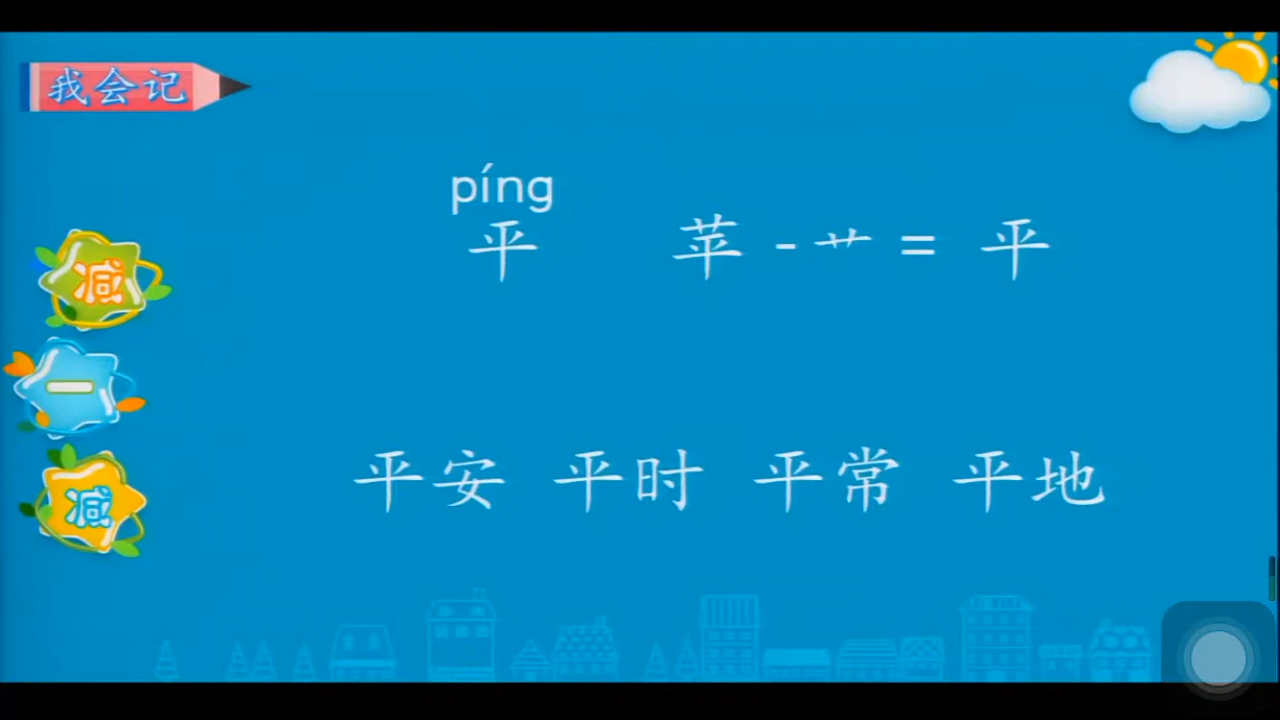 我会记
píng
平 苹 - 艹 = 平
减
一
减
平安 平时 平常 平地